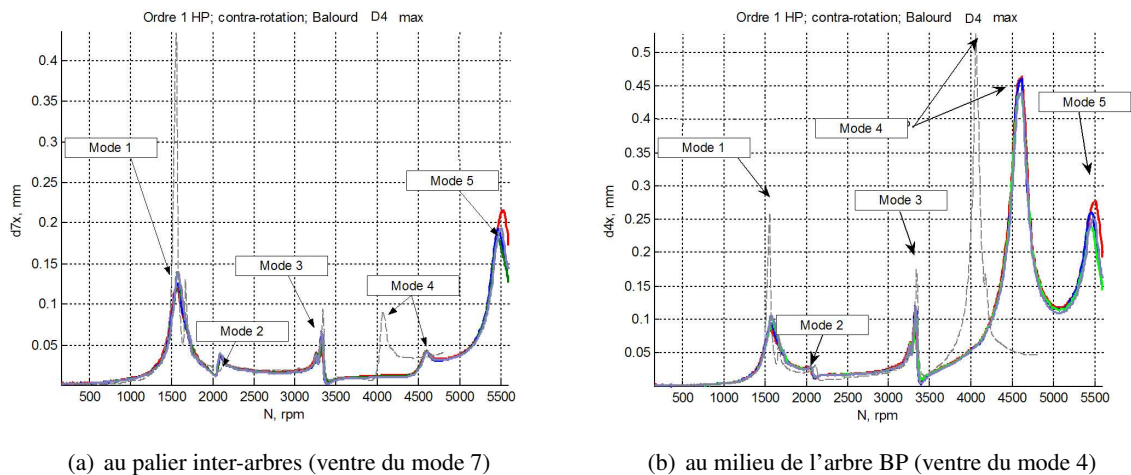 Ordre 1 HP; contra-rotation; Balourd D4 max
0.4
0.35
0.3
0.25
0.2
0.15
0.1
0.05
d7x, mm
Mode 1
Mode 2
Mode 3
Mode 4
Mode 5
500 1000 1500 2000 2500 3000 3500 4000 4500 5000 5500
N, rpm
(a) au palier inter-arbres (ventre du mode 7)
Ordre 1 HP; contra-rotation; Balourd D4 max
0.5
0.45
0.4
0.35
0.3
0.25
0.2
0.15
0.1
0.05
d4x, mm
Mode 4
Mode 5
Mode 1
Mode 3
Mode 2
500 1000 1500 2000 2500 3000 3500 4000 4500 5000 5500
N, rpm
(b) au milieu de l'arbre BP (ventre du mode 4)